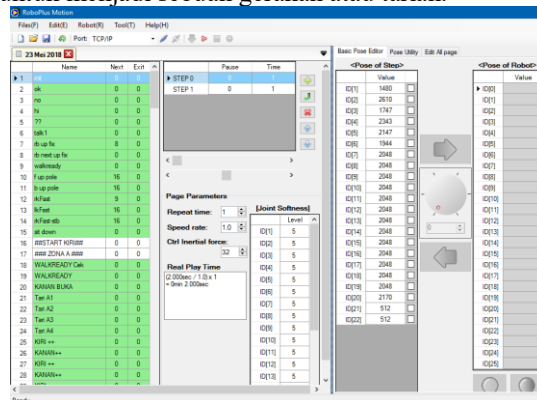 RoboPlus Motion
File(F) Edit(E) Robot(R) Tool(T) Help(H)
Port: TCP/IP
23 Mei 2018
Name Next Exit
1 0 0
2 ok 0 0
3 no 0 0
4 hi 0 0
5 ?? 0 0
6 talk1 0 0
7 rb up fix 8 0
8 rb next up fix 0 0
9 walkready 0 0
10 f up pole 16 0
11 b up pole 16 0
12 rkFast 9 0
13 lkFast 16 0
14 rkFast stb 16 0
15 sit down 0 0
16 ##START KIRI## 0 0
17 ### ZONA A ### 0 0
18 WALKREADY Cek 0 0
19 WALKREADY 0 0
20 KANAN BUKA 0 0
21 Tari A1 0 0
22 Tari A2 0 0
23 Tari A3 0 0
24 Tari A4 0 0
25 KIRI ++ 0 0
26 KANAN++ 0 0
27 KIRI ++ 0 0
28 KANAN++ 0 0
Pause Time
STEP 0 0 1
STEP 1 0 1
Page Parameters
Repeat time: 1
Speed rate: 1.0
Ctrl Inertial force:
32
Real Play Time
(2.000sec / 1.0) x 1
= 0min 2.000sec
[Joint Softness]
Level
ID[1] 5
ID[2] 5
ID[3] 5
ID[4] 5
ID[5] 5
ID[6] 5
ID[7] 5
ID[8] 5
ID[9] 5
ID[10] 5
ID[11] 5
ID[12] 5
ID[13] 5
Basic Pose Editor Pose Utility Edit All page
<Pose of Step>
Value
ID[1] 1480
ID[2] 2610
ID[3] 1747
ID[4] 2343
ID[5] 2147
ID[6] 1944
ID[7] 2048
ID[8] 2048
ID[9] 2048
ID[10] 2048
ID[11] 2048
ID[12] 2048
ID[13] 2048
ID[14] 2048
ID[15] 2048
ID[16] 2048
ID[17] 2048
ID[18] 2048
ID[19] 2048
ID[20] 2170
ID[21] 512
ID[22] 512
0
<Pose of Robot>
Value
ID[0]
ID[1]
ID[2]
ID[3]
ID[4]
ID[5]
ID[6]
ID[7]
ID[8]
ID[9]
ID[10]
ID[11]
ID[12]
ID[13]
ID[14]
ID[15]
ID[16]
ID[17]
ID[18]
ID[19]
ID[20]
ID[21]
ID[22]
ID[23]
ID[24]
ID[25]